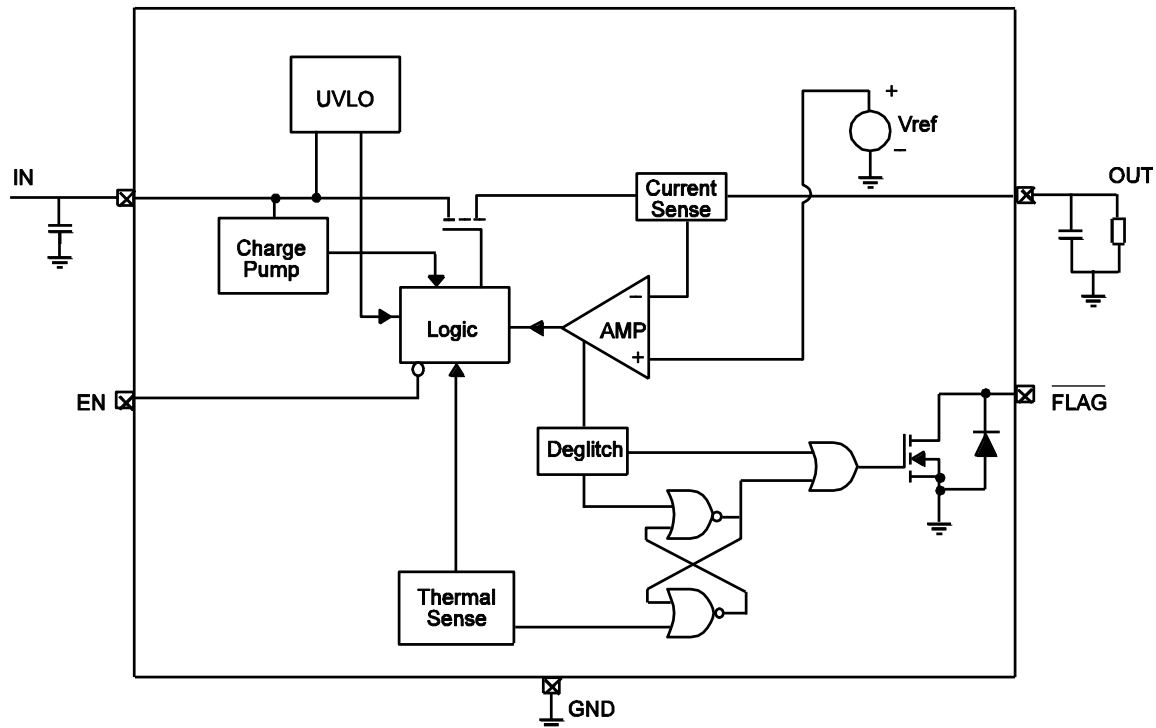 UVLO
+
Vref
−
IN
OUT
Current
Sense
Charge
Pump
−
Logic
AMP
+
EN
FLAG
Deglitch
Thermal
Sense
GND